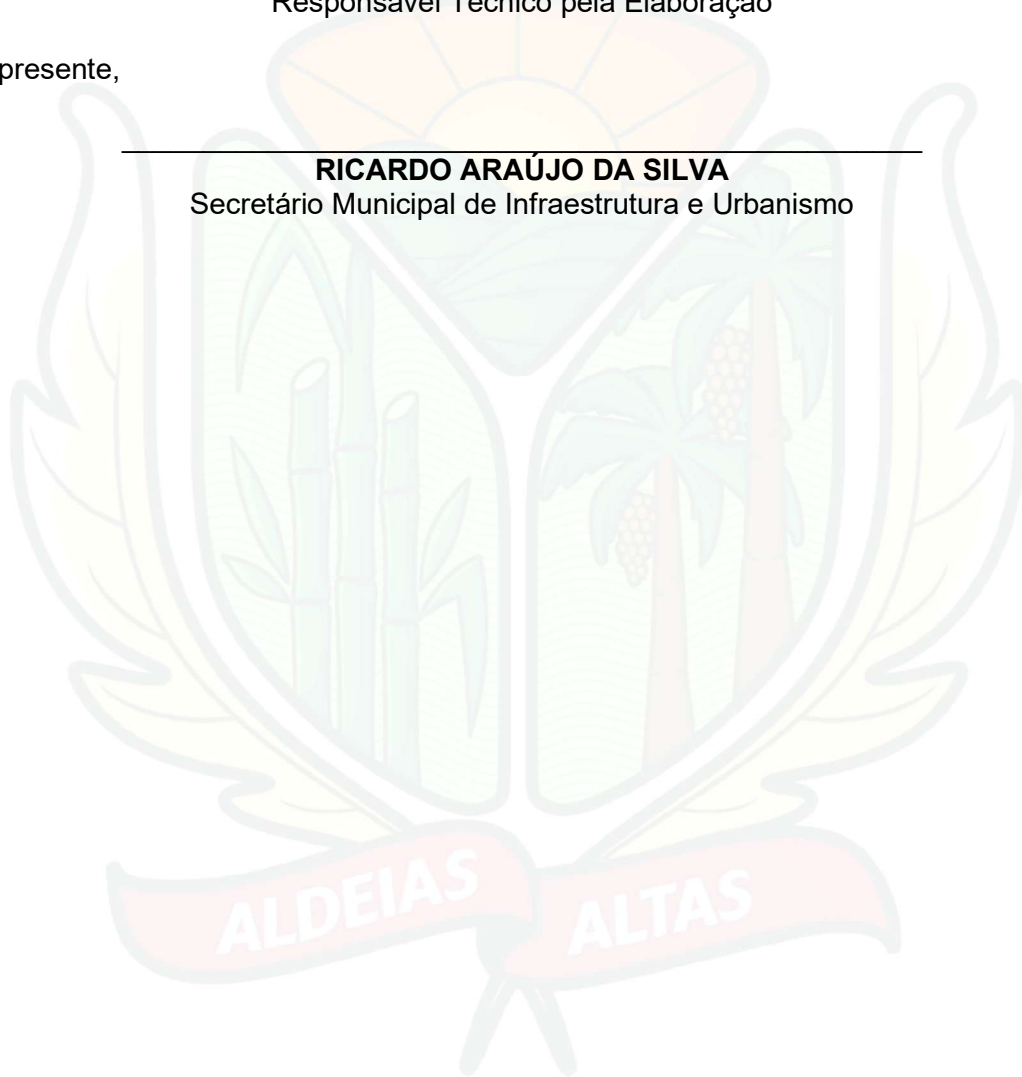 Responsável Técnico pela Elaboração
presente,
RICARDO ARAÚJO DA SILVA
Secretário Municipal de Infraestrutura e Urbanismo
ALDEIAS ALTAS